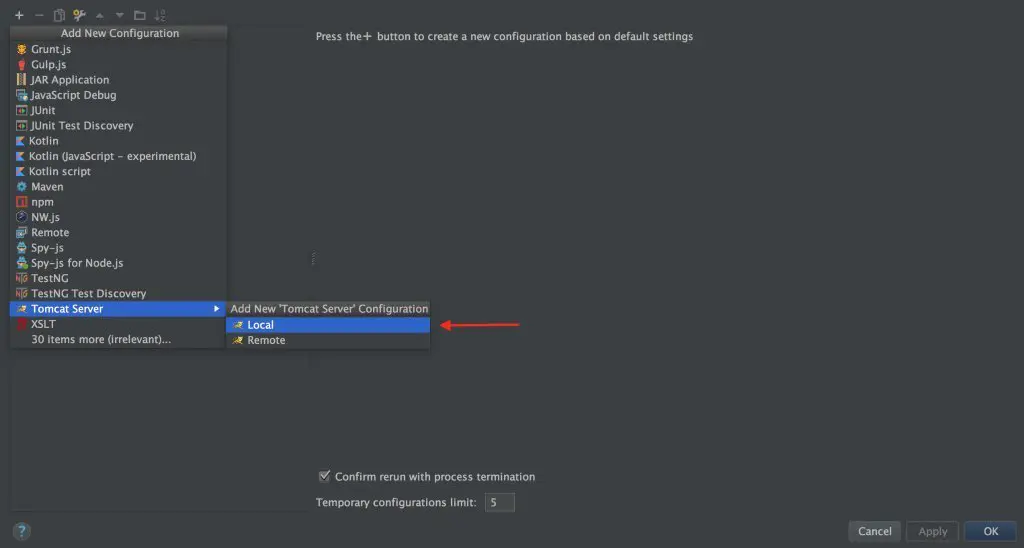 Add New Configuration
Press the+ button to create a new configuration based on default settings
Grunt.js
Gulp.js
JAR Application
JavaScript Debug
JUnit
JUnit Test Discovery
Kotlin
Kotlin (JavaScript - experimental)
Kotlin script
Maven
npm
NW.js
Remote
Spy-js
Spy-js for Node.js
TestNG
TestNG Test Discovery
Tomcat Server
Add New 'Tomcat Server' Configuration
XSLT
Local
30 items more (irrelevant)...
Remote
Confirm rerun with process termination
Temporary configurations limit: 5
? Cancel Apply OK